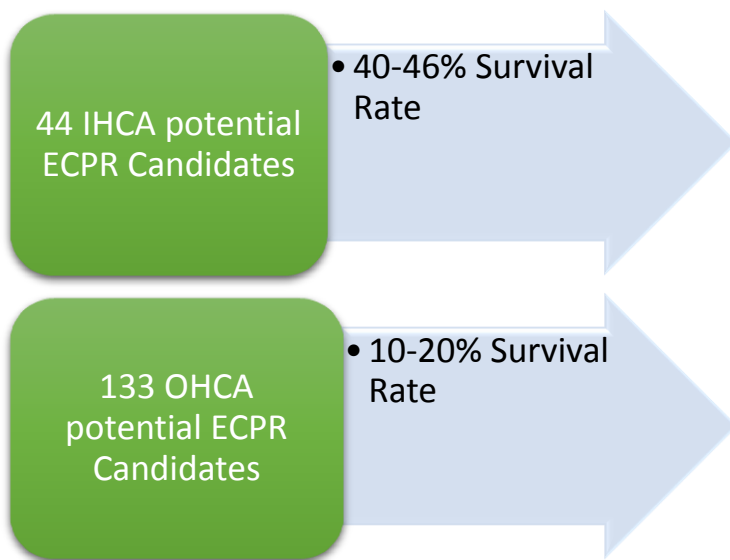 44 IHCA potential
ECPR Candidates
• 40-46% Survival
Rate
133 OHCA
potential ECPR
Candidates
• 10-20% Survival
Rate